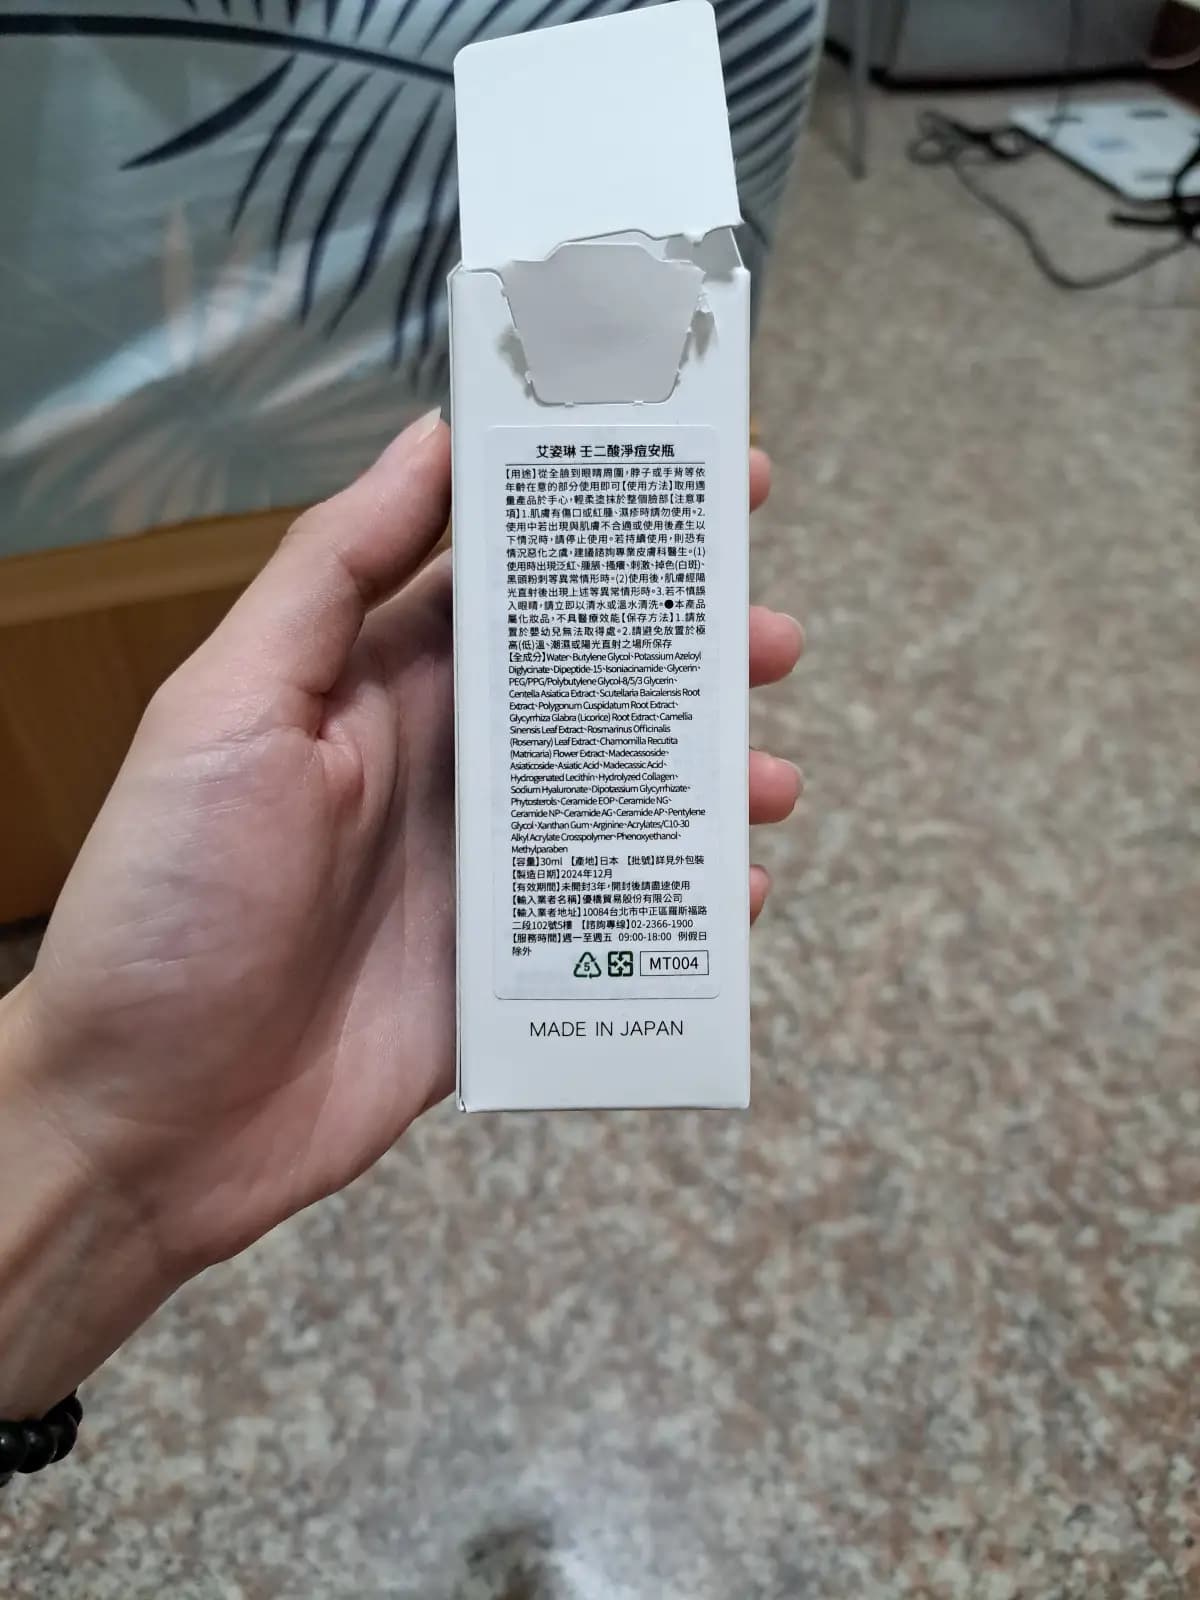 艾姿琳 壬二酸淨痘安瓶
【用途】從全臉到眼睛周圍,脖子或手背等依
年齡在意的部分使用即可【使用方法】取用適
量產品於手心,輕柔塗抹於整個臉部【注意事
項】1.肌膚有傷口或紅腫、濕疹時請勿使用。2.
使用中若出現與肌膚不合適或使用後產生以
下情況時,請停止使用。若持續使用,則恐有
情況惡化之虞,建議諮詢專業皮膚科醫生。(1)
使用時出現泛紅、腫脹、搔癢、刺激、掉色(白斑)、
黑頭粉刺等異常情形時。(2)使用後,肌膚經陽
光直射後出現上述等異常情形時。3.若不慎誤
入眼睛,請立即以清水或溫水清洗。●本產品
屬化妝品,不具醫療效能【保存方法】1.請放
置於嬰幼兒無法取得處。2.請避免放置於極
高(低)溫、潮濕或陽光直射之場所保存
【全成分】Water、Butylene Glycol、Potassium Azeloyl
Diglycinate、Dipeptide-15、Isoniacinamide、Glycerin、
PEG/PPG/Polybutylene Glycol-8/5/3 Glycerin、
Centella Asiatica Extract、Scutellaria Baicalensis Root
Extract、Polygonum Cuspidatum Root Extract、
Glycyrrhiza Glabra (Licorice) Root Extract、Camellia
Sinensis Leaf Extract、Rosmarinus Officinalis
(Rosemary) Leaf Extract、Chamomilla Recutita
(Matricaria) Flower Extract、Madecassoside、
Asiaticoside、Asiatic Acid、Madecassic Acid、
Hydrogenated Lecithin、Hydrolyzed Collagen、
Sodium Hyaluronate、Dipotassium Glycyrrhizate、
Phytosterols、Ceramide EOP、Ceramide NG、
Ceramide NP、Ceramide AG、Ceramide AP、Pentylene
Glycol、Xanthan Gum、Arginine、Acrylates/C10-30
Alkyl Acrylate Crosspolymer、Phenoxyethanol、
Methylparaben
【容量】30ml 【產地】日本 【批號】詳見外包裝
【製造日期】2024年12月
【有效期間】未開封3年,開封後請盡速使用
【輸入業者名稱】優橋貿易股份有限公司
【輸入業者地址】10084台北市中正區羅斯福路
二段102號5樓 【諮詢專線】02-2366-1900
【服務時間】週一至週五 09:00-18:00 例假日
除外
5 MT004
MADE IN JAPAN